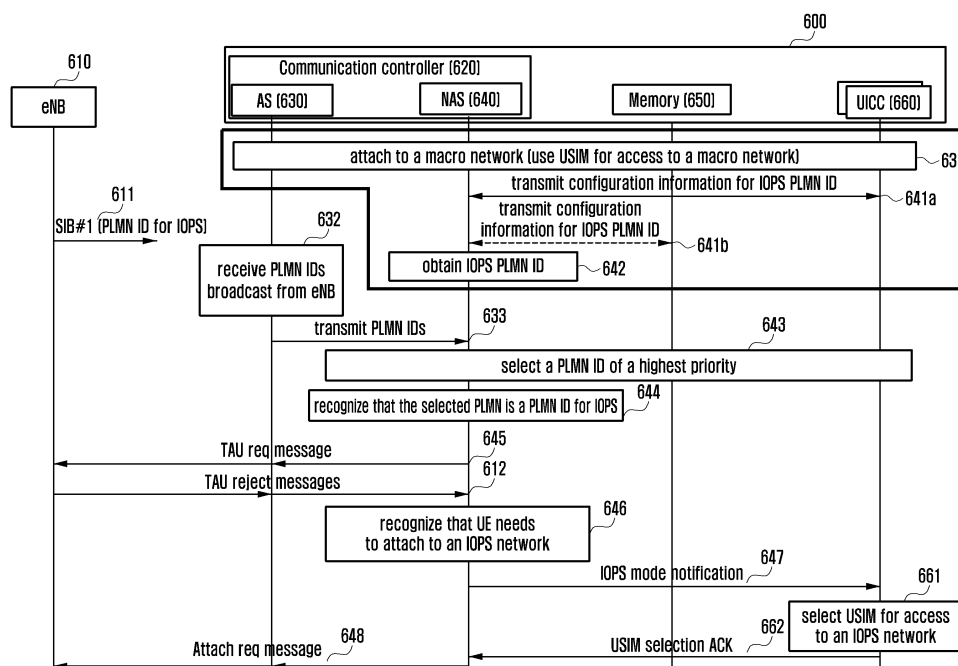 600
610
Communication controller (620)
eNB
AS (630)
NAS (640)
Memory (650)
UICC (660)
attach to a macro network (use USIM for access to a macro network)
63
transmit configuration information for IOPS PLMN ID
641a
611
SIB#1 (PLMN ID for IOPS)
transmit configuration
information for IOPS PLMN ID
641b
632
receive PLMN IDs
broadcast from eNB
obtain IOPS PLMN ID
642
transmit PLMN IDs
633
643
select a PLMN ID of a highest priority
recognize that the selected PLMN is a PLMN ID for IOPS
644
TAU req message
645
TAU reject messages
612
recognize that UE needs
to attach to an IOPS network
646
IOPS mode notification
647
661
select USIM for access
to an IOPS network
Attach req message
648
USIM selection ACK
662